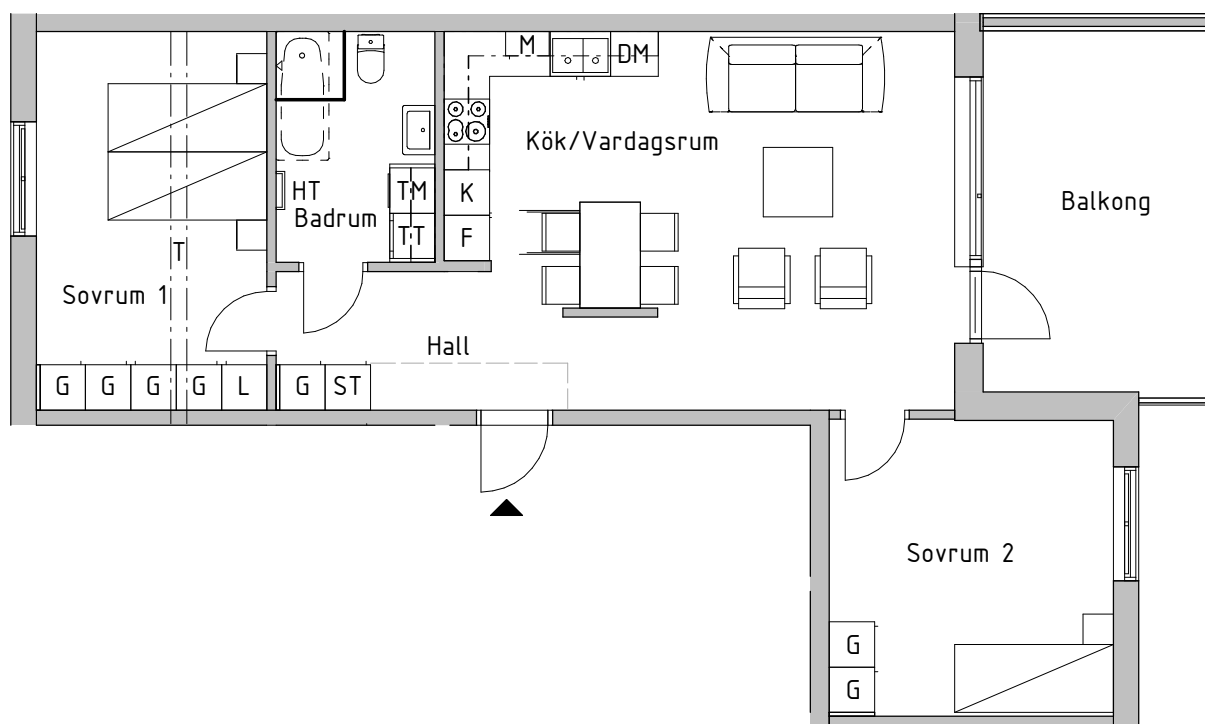 M
DM
Kök/Vardagsrum
HT
TM
K
Badrum
TT
F
Balkong
T
Sovrum 1
Hall
G
G
G
G
L
G
ST
Sovrum 2
G
G